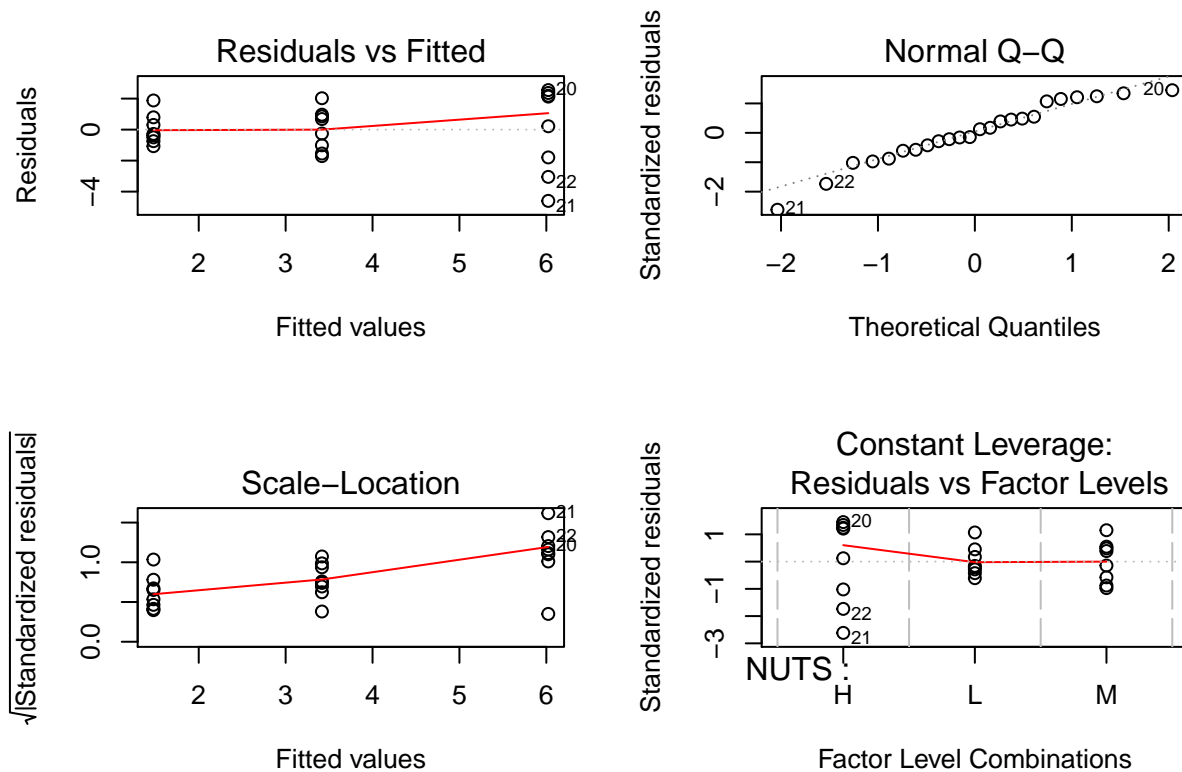 Residuals vs Fitted
Residuals
0
−4
20
22
21
2 3 4 5 6
Fitted values
Normal Q−Q
Standardized residuals
0
−2
20
22
21
−2 −1 0 1 2
Theoretical Quantiles
Scale−Location
√|Standardized residuals|
1.0
0.0
21
22
20
2 3 4 5 6
Fitted values
Constant Leverage:
Residuals vs Factor Levels
Standardized residuals
1
−1
−3
20
22
21
NUTS :
H L M
Factor Level Combinations